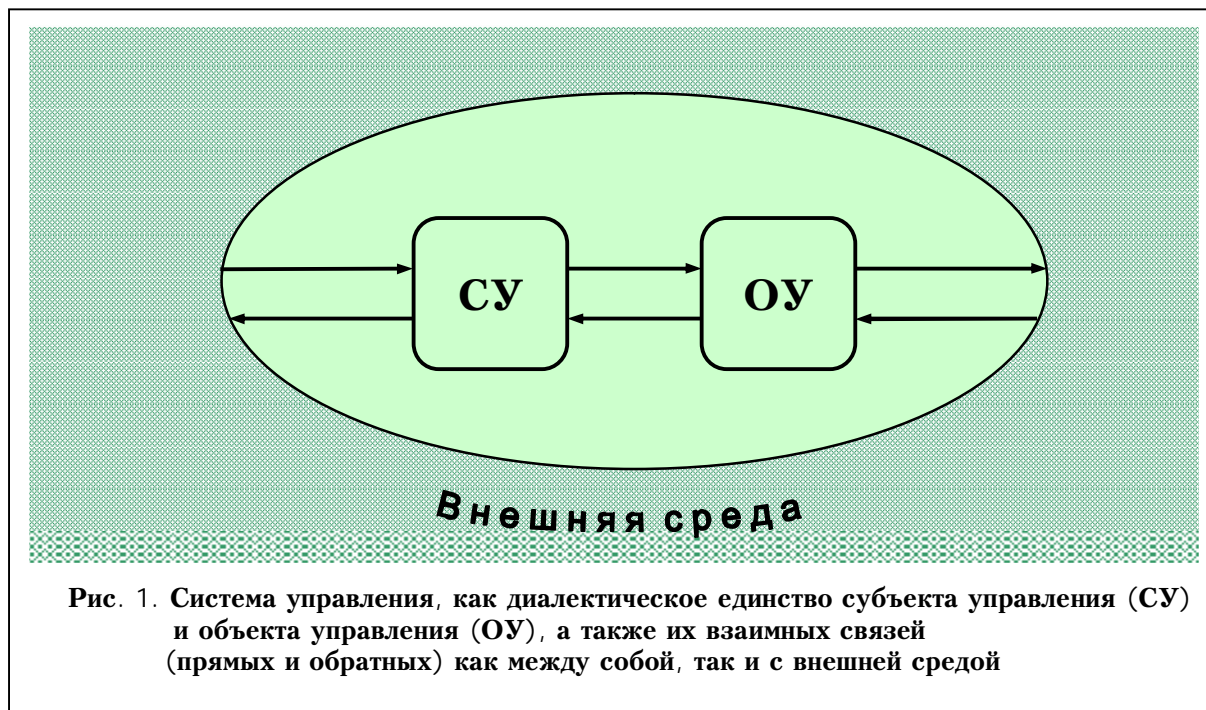 СУ ОУ
Внешняя среда
Рис. 1. Система управления, как диалектическое единство субъекта управления (СУ)
и объекта управления (ОУ), а также их взаимных связей
(прямых и обратных) как между собой, так и с внешней средой